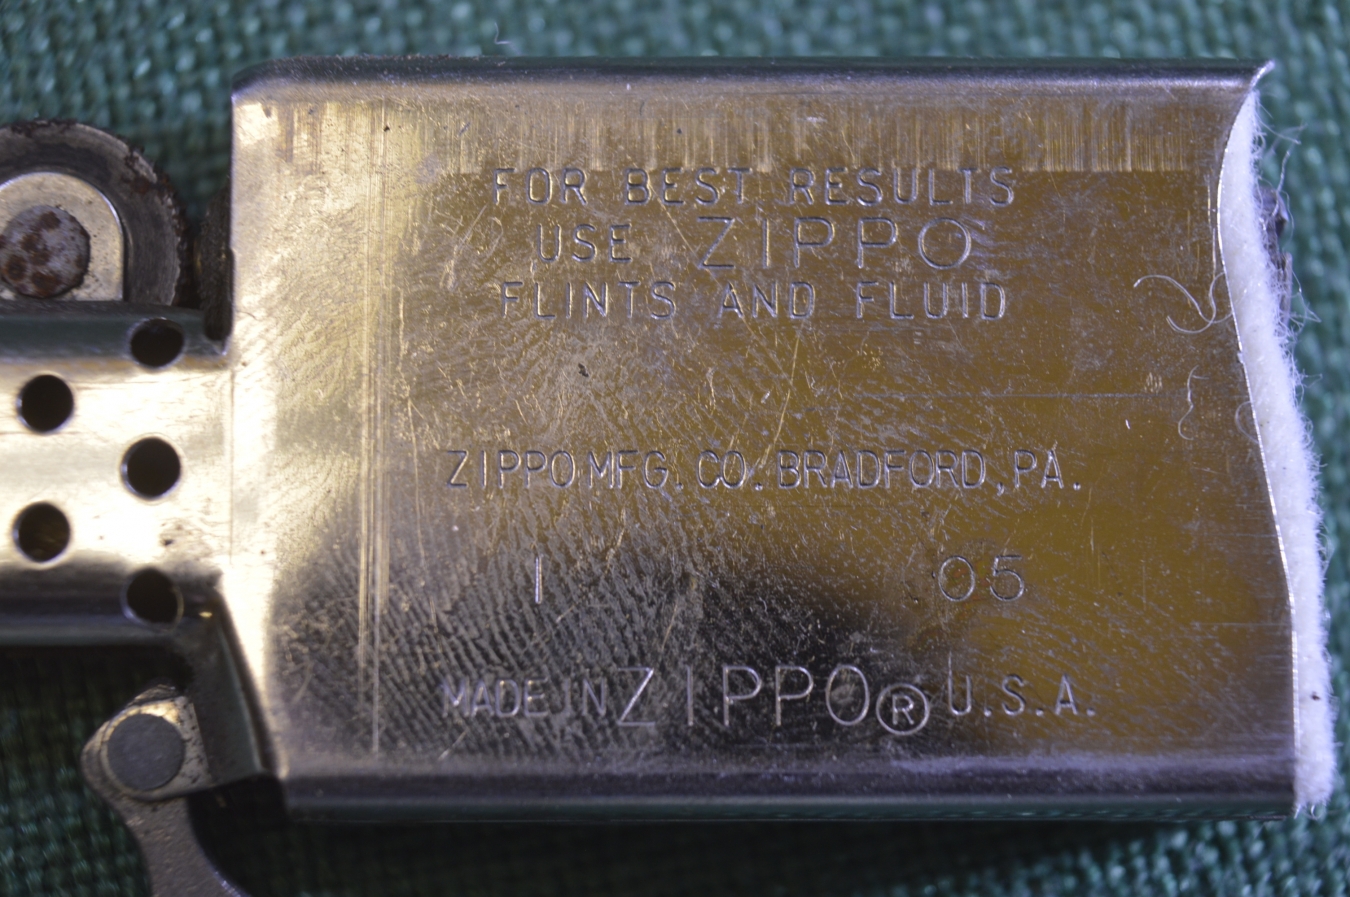 FOR BEST RESULTS
USE ZIPPO
FLINTS AND FLUID
ZIPPO MFG. CO. BRADFORD, PA.
I 05
MADE IN ZIPPO® U.S.A.